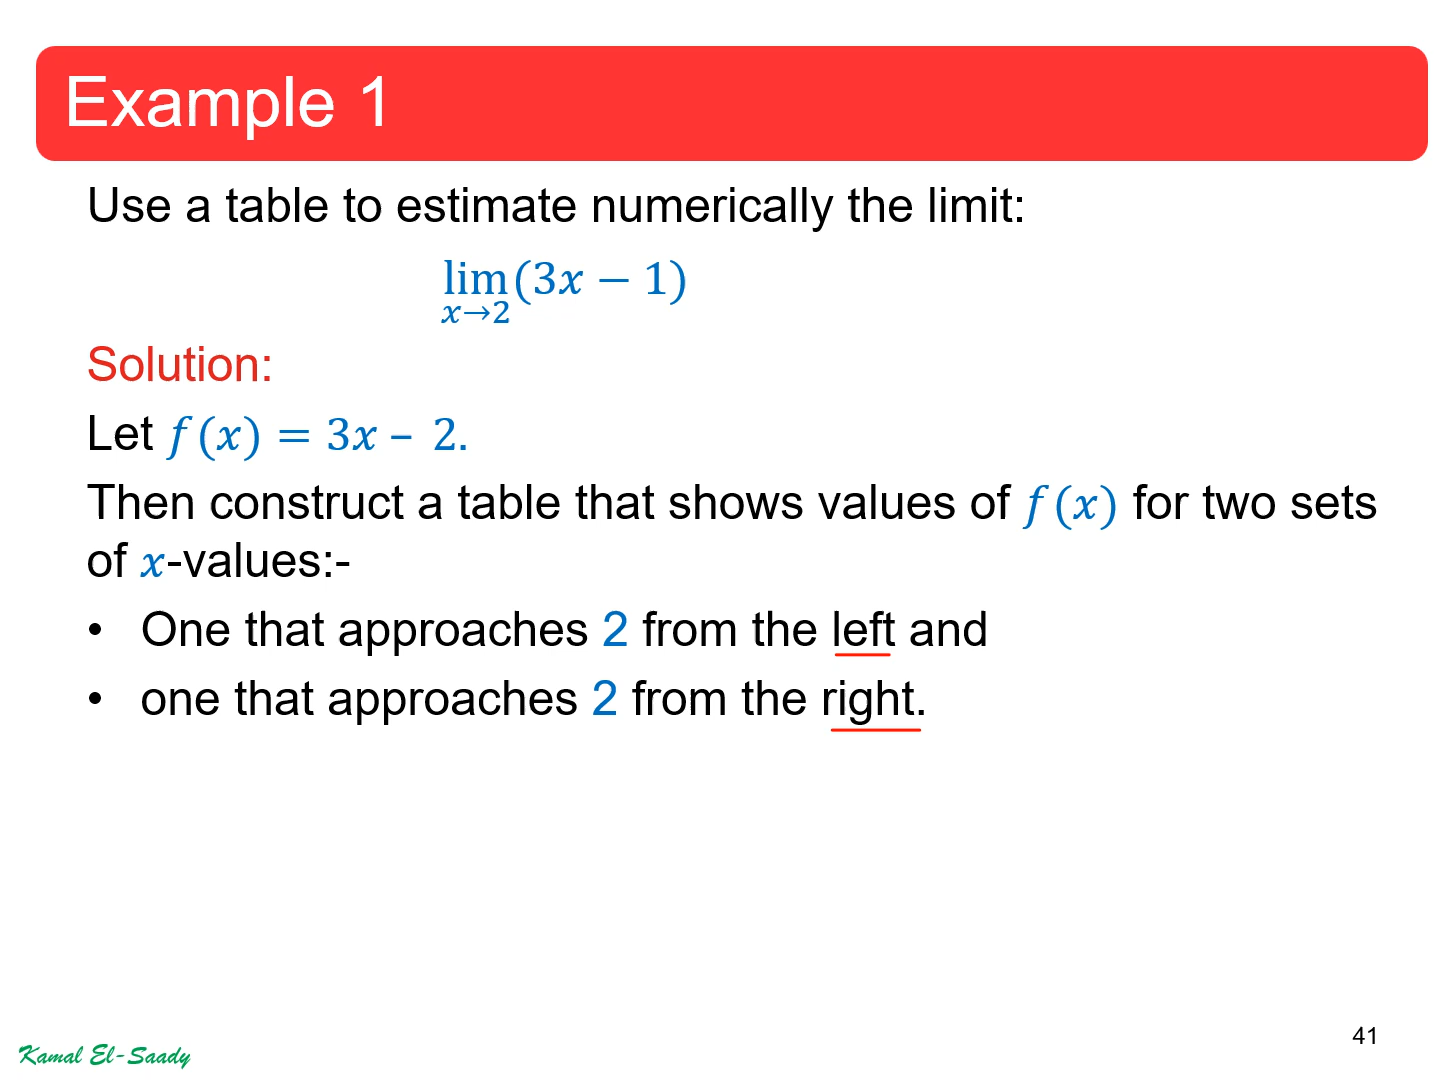 Example 1
Use a table to estimate numerically the limit:
lim(3x − 1)
x→2
Solution:
Let f(x) = 3x – 2.
Then construct a table that shows values of f(x) for two sets
of x-values:-
• One that approaches 2 from the left and
• one that approaches 2 from the right.
41
Kamal El-Saady